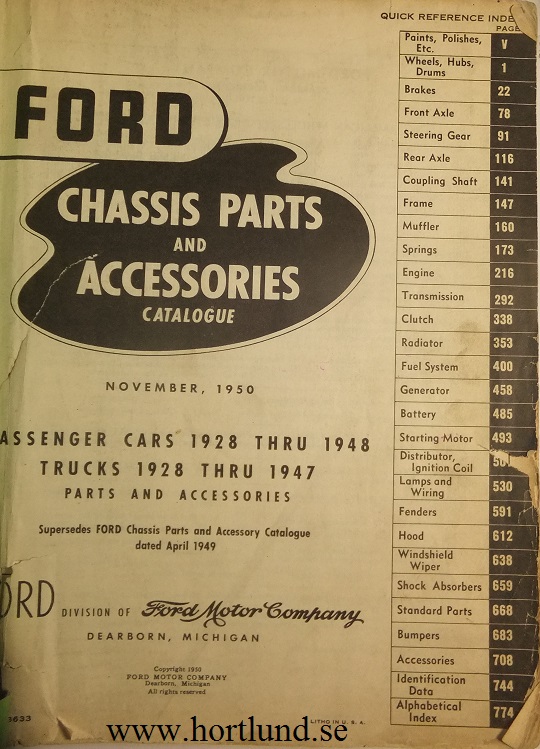 QUICK REFERENCE
PAGE
Paints, Polishes, Etc. V
Wheels, Hubs, Drums 1
Brakes 22
Front Axle 78
Steering Gear 91
Rear Axle 116
Coupling Shaft 141
Frame 147
Muffler 160
Springs 173
Engine 216
Transmission 292
Clutch 338
Radiator 353
Fuel System 400
Generator 458
Battery 485
Starting Motor 493
Distributor, Ignition Coil
Lamps and Wiring 530
Fenders 591
Hood 612
Windshield Wiper 638
Shock Absorbers 659
Standard Parts 668
Bumpers 683
Accessories 708
Identification Data 744
Alphabetical Index 774
FORD
CHASSIS PARTS
AND
ACCESSORIES
CATALOGUE
NOVEMBER, 1950
ASSENGER CARS 1928 THRU 1948
TRUCKS 1928 THRU 1947
PARTS AND ACCESSORIES
Supersedes FORD Chassis Parts and Accessory Catalogue
dated April 1949
ORD DIVISION OF Ford Motor Company
DEARBORN, MICHIGAN
Copyright 1950
FORD MOTOR COMPANY
Dearborn, Michigan
All rights reserved
3633
LITHO IN U. S. A.
www.hortlund.se